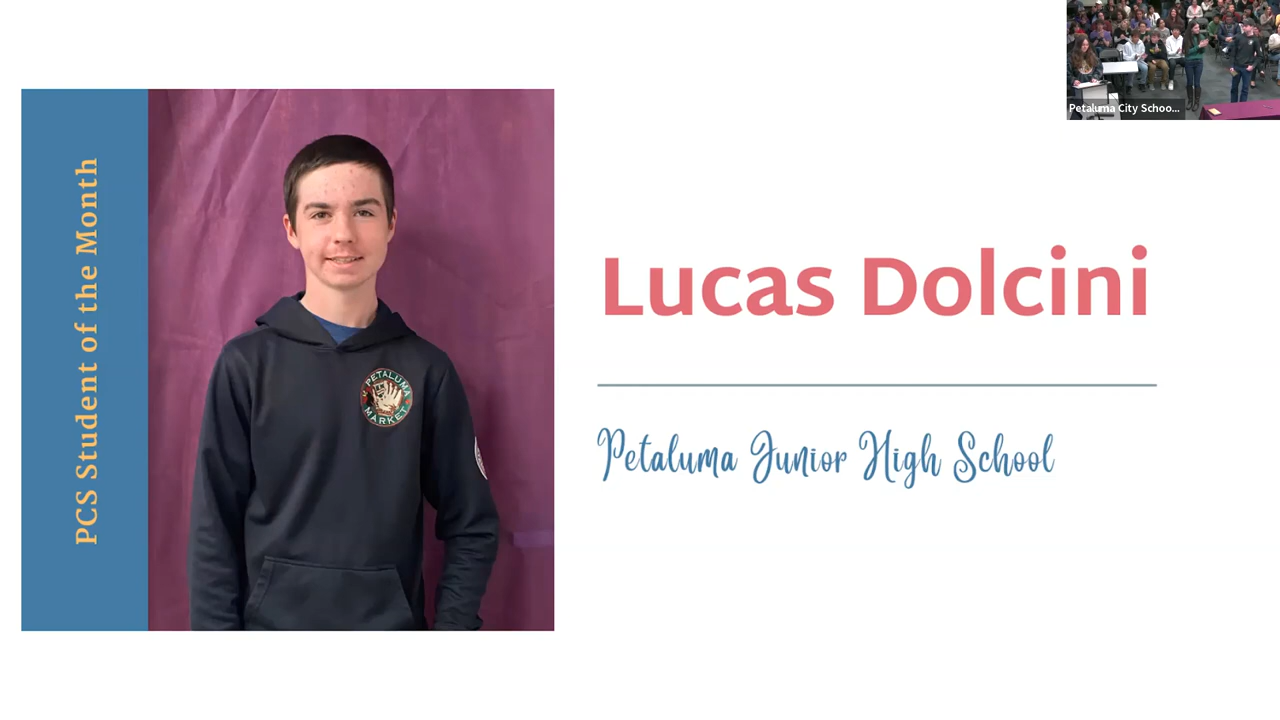 Petaluma City Schoo...
PCS Student of the Month
PETALUMA
MARKET
Lucas Dolcini
Petaluma Junior High School